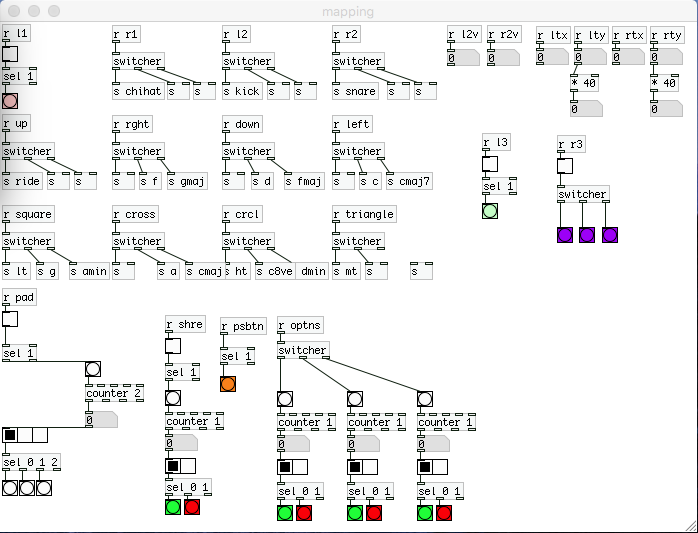 mapping
r l1
r r1
r l2
r r2
r l2v
r r2v
r ltx
r lty
r rtx
r rty
switcher
switcher
switcher
0
0
0
0
0
0
sel 1
* 40
* 40
s chihat
s
s
s kick
s
s
s snare
s
s
0
0
r up
r rght
r down
r left
r l3
r r3
switcher
switcher
switcher
switcher
s ride
s
s
s
s f
s gmaj
s
s d
s fmaj
s
s c
s cmaj7
sel 1
switcher
r square
r cross
r crcl
r triangle
switcher
switcher
switcher
switcher
s lt
s g
s amin
s
s a
s cmaj
s ht
s c8ve
dmin
s mt
s
s
r pad
r shre
r psbtn
r optns
sel 1
sel 1
switcher
sel 1
counter 2
0
counter 1
counter 1
counter 1
counter 1
0
0
0
0
sel 0 1 2
sel 0 1
sel 0 1
sel 0 1
sel 0 1